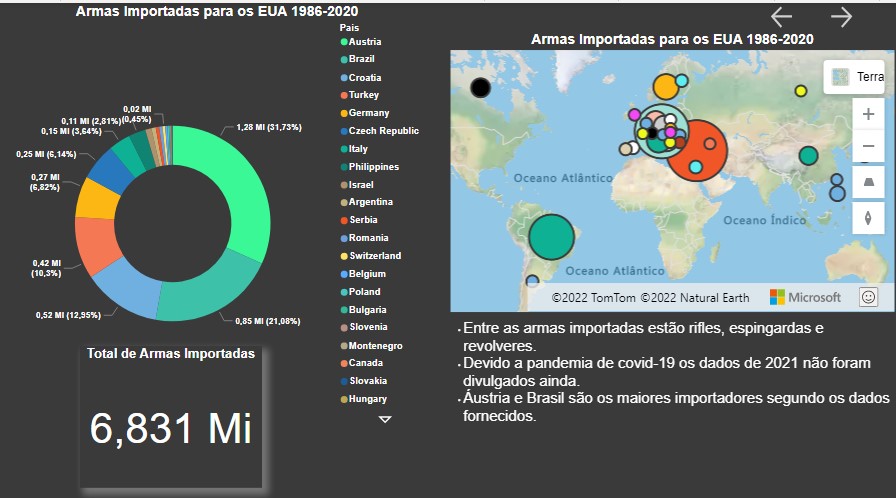 Armas Importadas para os EUA 1986-2020
País
Austria
Brazil
Croatia
Turkey
Germany
Czech Republic
Italy
Philippines
Israel
Argentina
Serbia
Romania
Switzerland
Belgium
Poland
Bulgaria
Slovenia
Montenegro
Canada
Slovakia
Hungary
0,02 MI
(0,45%)
0,11 MI (2,81%)
0,15 MI (3,64%)
0,25 MI (6,14%)
0,27 MI
(6,82%)
0,42 MI
(10,3%)
0,52 MI (12,95%)
0,85 MI (21,08%)
1,28 MI (31,73%)
Total de Armas Importadas
6,831 Mi
Armas Importadas para os EUA 1986-2020
Terra
Oceano Atlântico
Oceano Índico
Oceano Atlântico
©2022 TomTom ©2022 Natural Earth
Microsoft
· Entre as armas importadas estão rifles, espingardas e
revolveres.
· Devido a pandemia de covid-19 os dados de 2021 não foram
divulgados ainda.
· Áustria e Brasil são os maiores importadores segundo os dados
fornecidos.